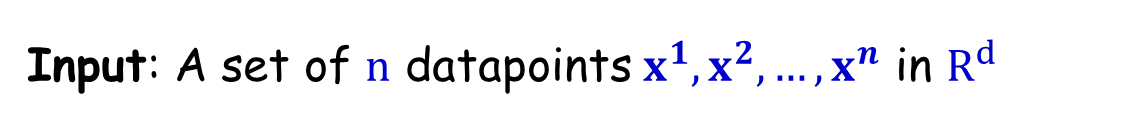 Input: A set of n datapoints x¹, x², …, xⁿ in Rᵈ